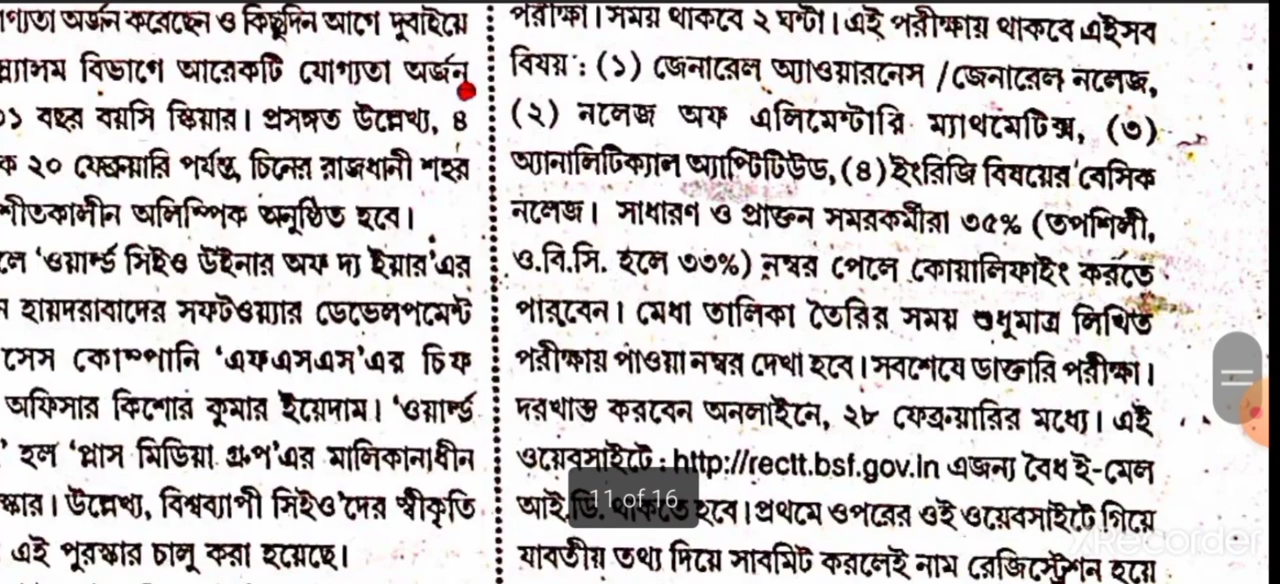 অর্জন করেছেন ও কিছুদিন আগে দুবাইয়ে
বিভাগে আরেকটি যোগ্যতা অর্জন
বছর বয়সি স্কিয়ার। প্রসঙ্গত উল্লেখ্য, ৪
২০ ফেব্রুয়ারি পর্যন্ত, চিনের রাজধানী শহর
শীতকালীন অলিম্পিক অনুষ্ঠিত হবে।
'ওয়ার্ল্ড সিইও উইনার অফ দ্য ইয়ার'এর
হায়দরাবাদের সফটওয়্যার ডেভেলপমেন্ট
সেস কোম্পানি 'এফএসএস'এর চিফ
অফিসার কিশোর কুমার ইয়েদাম। 'ওয়ার্ল্ড
' হল 'প্লাস মিডিয়া গ্রুপ'এর মালিকানাধীন
স্কার। উল্লেখ্য, বিশ্বব্যাপী সিইও'দের স্বীকৃতি
এই পুরস্কার চালু করা হয়েছে।
পরীক্ষা। সময় থাকবে ২ ঘণ্টা। এই পরীক্ষায় থাকবে এইসব
বিষয় : (১) জেনারেল অ্যাওয়ারনেস /জেনারেল নলেজ,
(২) নলেজ অফ এলিমেন্টারি ম্যাথমেটিক্স, (৩)
অ্যানালিটিক্যাল অ্যাপ্টিটিউড, (৪) ইংরিজি বিষয়ের বেসিক
নলেজ। সাধারণ ও প্রাক্তন সমরকর্মীরা ৩৫% (তপশিলী,
ও.বি.সি. হলে ৩৩%) নম্বর পেলে কোয়ালিফাইং করতে
পারবেন। মেধা তালিকা তৈরির সময় শুধুমাত্র লিখিত
পরীক্ষায় পাওয়া নম্বর দেখা হবে। সবশেষে ডাক্তারি পরীক্ষা।
দরখাস্ত করবেন অনলাইনে, ২৮ ফেব্রুয়ারির মধ্যে। এই
ওয়েবসাইটে : http://rectt.bsf.gov.in এজন্য বৈধ ই-মেল
আই.ডি. থাকতে হবে। প্রথমে ওপরের ওই ওয়েবসাইটে গিয়ে
যাবতীয় তথ্য দিয়ে সাবমিট করলেই নাম রেজিস্ট্রেশন হয়ে
11 of 16
XRecorder